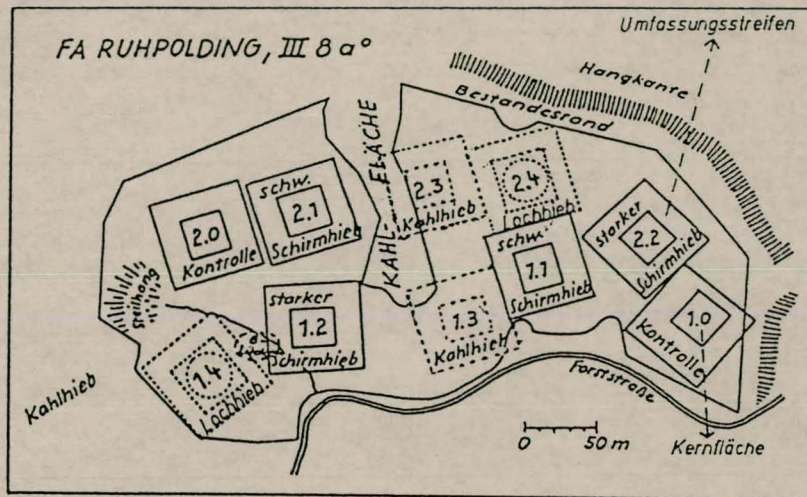 FA RUHPOLDING, III 8 a°
Umfassungsstreifen
Hangkante
Bestandesrand
KAHL-FLÄCHE
2.0
Kontrolle
schw.
2.1
Schirmhieb
2.3
Kahlhieb
2.4
Lochhieb
starker
2.2
Schirmhieb
schw.
1.1
Schirmhieb
Steilhang
starker
1.2
Schirmhieb
1.3
Kahlhieb
1.0
Kontrolle
1.4
Lochhieb
Kahlhieb
Forststraße
0 50 m
Kernfläche